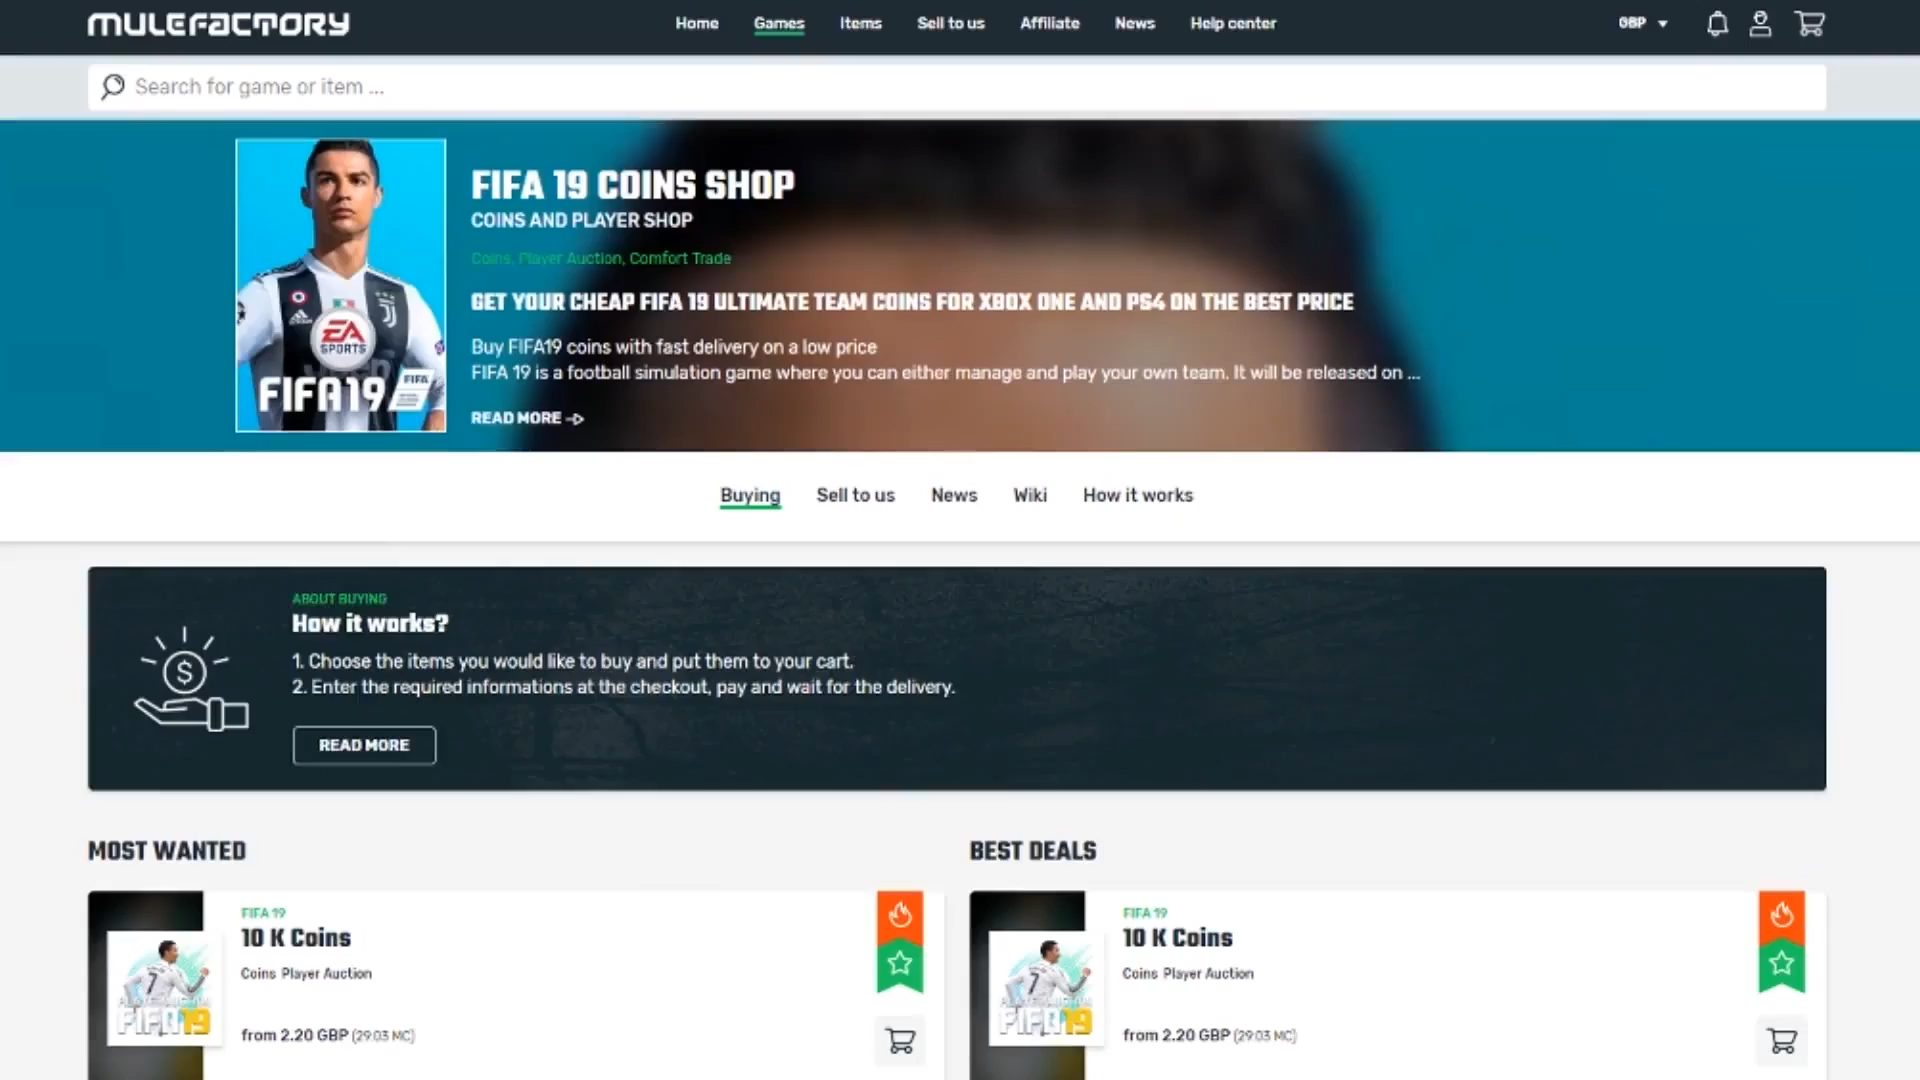 MULEFACTORY
Home Games Items Sell to us Affiliate News Help center
GBP
Search for game or item ...
FIFA 19 COINS SHOP
COINS AND PLAYER SHOP
Coins, Player Auction, Comfort Trade
GET YOUR CHEAP FIFA 19 ULTIMATE TEAM COINS FOR XBOX ONE AND PS4 ON THE BEST PRICE
Buy FIFA19 coins with fast delivery on a low price
FIFA 19 is a football simulation game where you can either manage and play your own team. It will be released on ...
READ MORE
EA
SPORTS
FIFA19
FIFA
Buying Sell to us News Wiki How it works
ABOUT BUYING
How it works?
1. Choose the items you would like to buy and put them to your cart.
2. Enter the required informations at the checkout, pay and wait for the delivery.
READ MORE
MOST WANTED
FIFA 19
10 K Coins
Coins Player Auction
7
FIFA19
from 2.20 GBP (29.03 MC)
BEST DEALS
FIFA 19
10 K Coins
Coins Player Auction
7
FIFA19
from 2.20 GBP (29.03 MC)